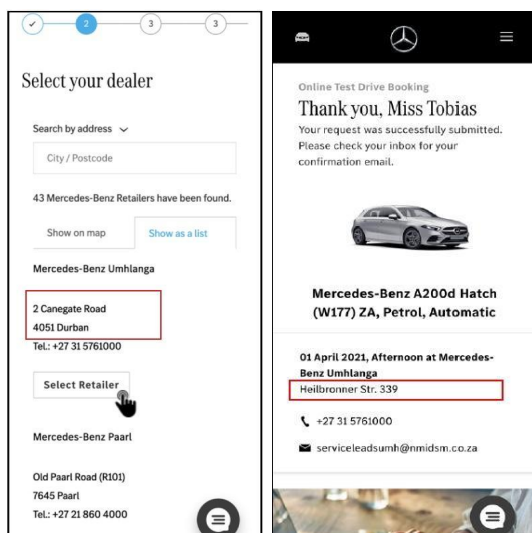 2
3
3
Select your dealer
Search by address
City / Postcode
43 Mercedes-Benz Retailers have been found.
Show on map
Show as a list
Mercedes-Benz Umhlanga
2 Canegate Road
4051 Durban
Tel.: +27 31 5761000
Select Retailer
Mercedes-Benz Paarl
Old Paarl Road (R101)
7645 Paarl
Tel.: +27 21 860 4000
Online Test Drive Booking
Thank you, Miss Tobias
Your request was successfully submitted.
Please check your inbox for your
confirmation email.
Mercedes-Benz A200d Hatch
(W177) ZA, Petrol, Automatic
01 April 2021, Afternoon at Mercedes-
Benz Umhlanga
Heilbronner Str. 339
+27 31 5761000
serviceleadsumh@nmidsm.co.za